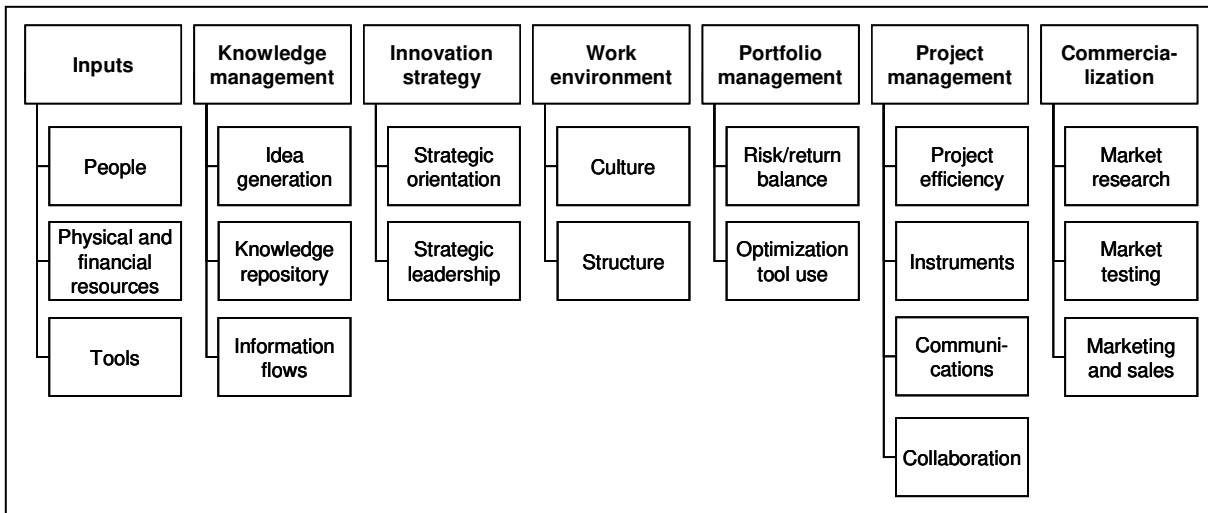 Inputs
Knowledge
management
Innovation
strategy
Work
environment
Portfolio
management
Project
management
Commercia-
lization
People
Idea
generation
Strategic
orientation
Culture
Risk/return
balance
Project
efficiency
Market
research
Physical and
financial
resources
Knowledge
repository
Strategic
leadership
Structure
Optimization
tool use
Instruments
Market
testing
Tools
Information
flows
Communi-
cations
Marketing
and sales
Collaboration